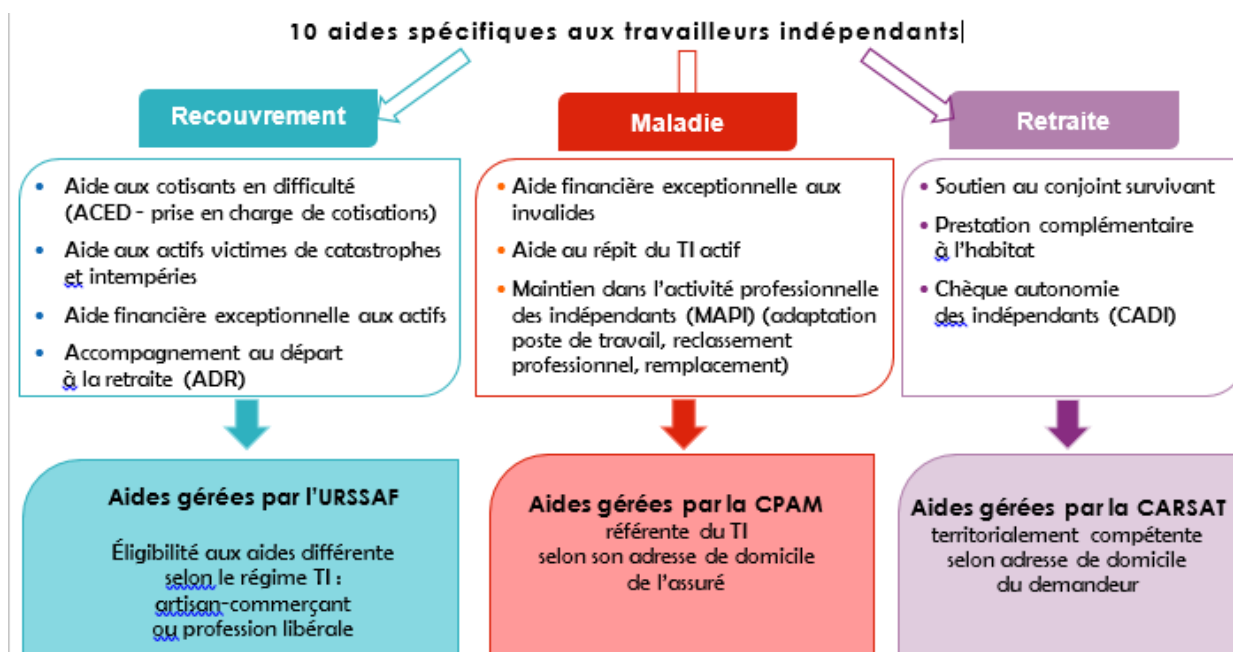 10 aides spécifiques aux travailleurs indépendants
Recouvrement
• Aide aux cotisants en difficulté
(ACED - prise en charge de cotisations)
• Aide aux actifs victimes de catastrophes
et intempéries
• Aide financière exceptionnelle aux actifs
• Accompagnement au départ
à la retraite (ADR)
Aides gérées par l'URSSAF
Éligibilité aux aides différente
selon le régime TI :
artisan-commerçant
ou profession libérale
Maladie
• Aide financière exceptionnelle aux
invalides
• Aide au répit du TI actif
• Maintien dans l'activité professionnelle
des indépendants (MAPI) (adaptation
poste de travail, reclassement
professionnel, remplacement)
Aides gérées par la CPAM
référente du TI
selon son adresse de domicile
de l'assuré
Retraite
• Soutien au conjoint survivant
• Prestation complémentaire
à l'habitat
• Chèque autonomie
des indépendants (CADI)
Aides gérées par la CARSAT
territorialement compétente
selon adresse de domicile
du demandeur